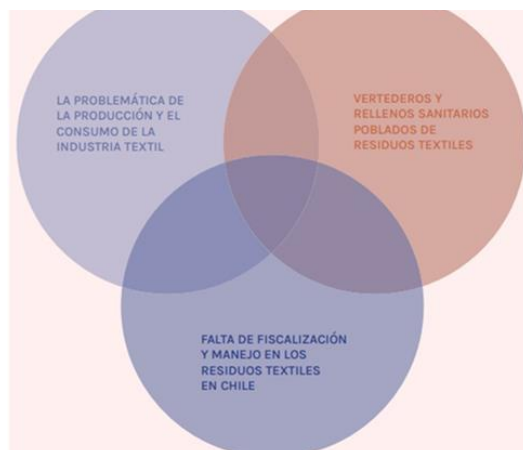 LA PROBLEMÁTICA DE
LA PRODUCCIÓN Y EL
CONSUMO DE LA
INDUSTRIA TEXTIL
VERTEDEROS Y
RELLENOS SANITARIOS
POBLADOS DE
RESIDUOS TEXTILES
FALTA DE FISCALIZACIÓN
Y MANEJO EN LOS
RESIDUOS TEXTILES
EN CHILE